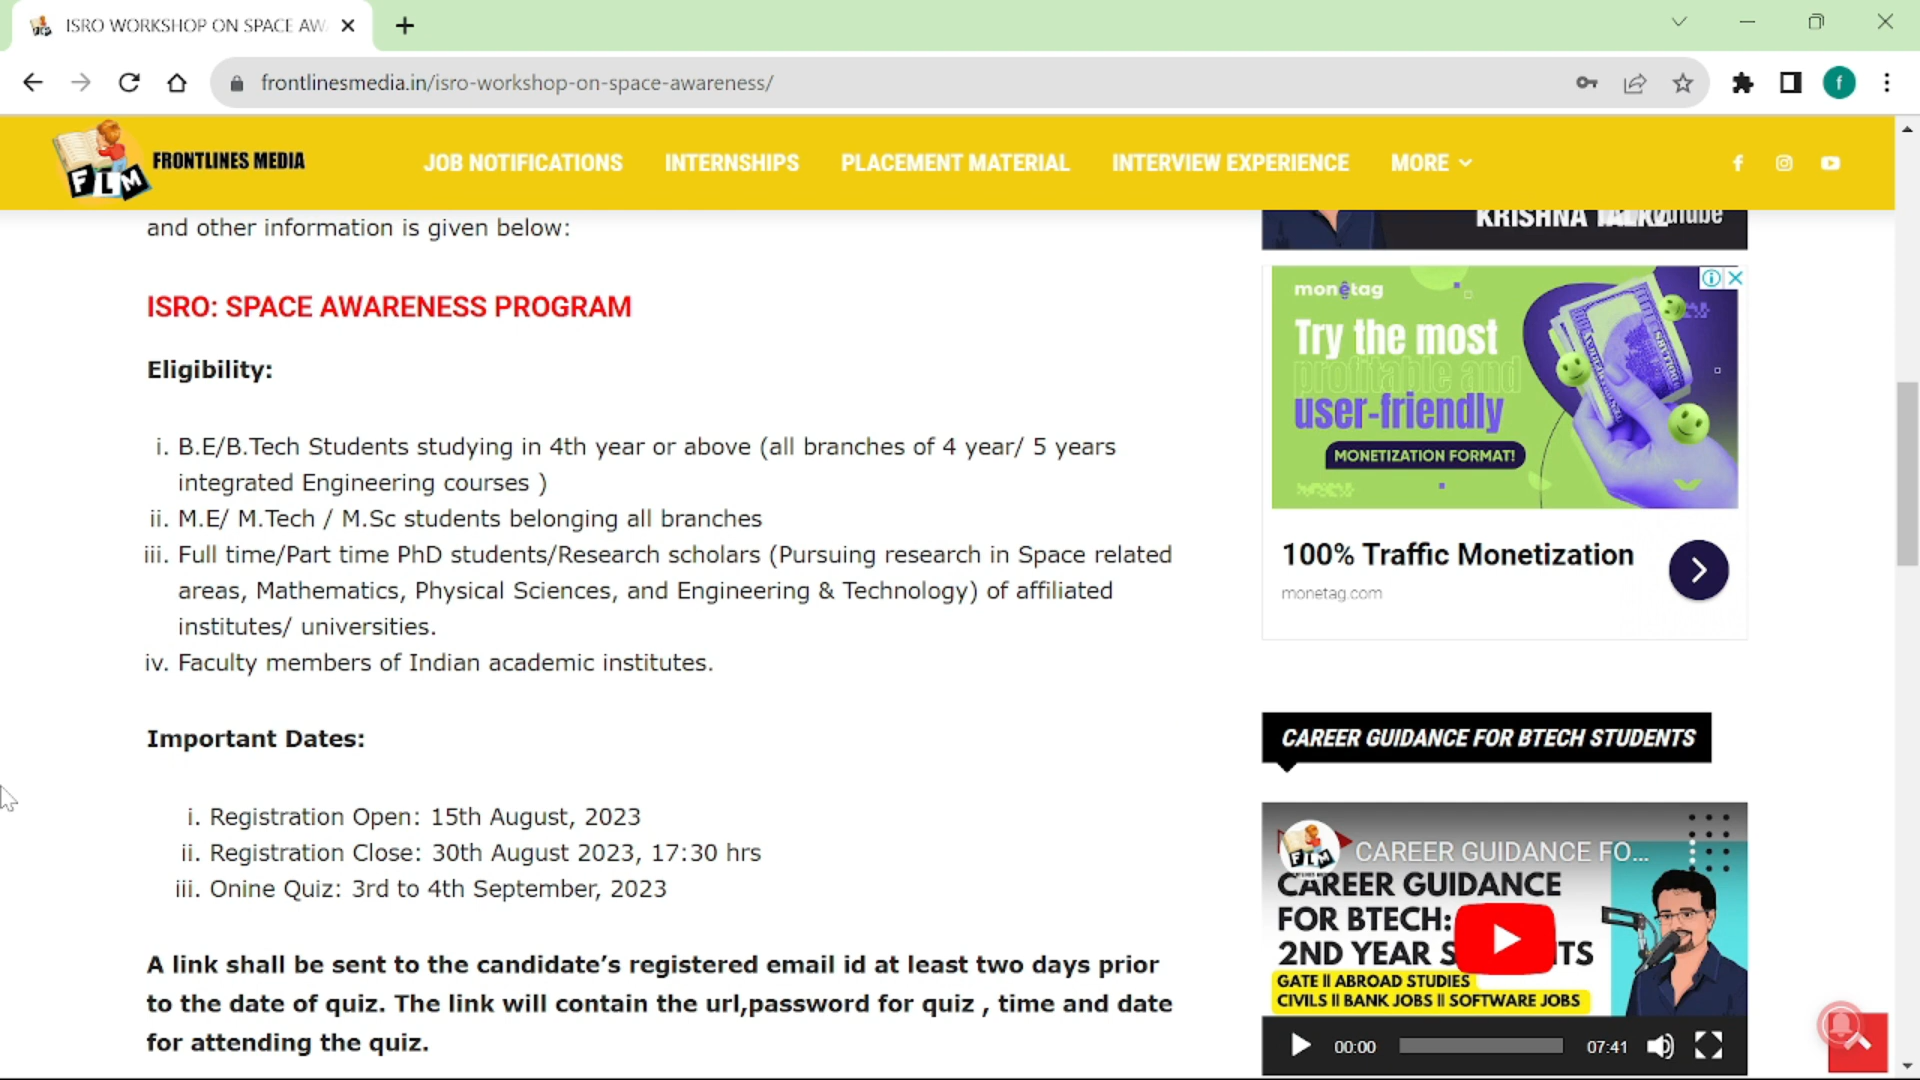 ISRO WORKSHOP ON SPACE AW
frontlinesmedia.in/isro-workshop-on-space-awareness/
f
FLM
FRONTLINES MEDIA
JOB NOTIFICATIONS
INTERNSHIPS
PLACEMENT MATERIAL
INTERVIEW EXPERIENCE
MORE
and other information is given below:
ISRO: SPACE AWARENESS PROGRAM
Eligibility:
i. B.E/B.Tech Students studying in 4th year or above (all branches of 4 year/ 5 years
integrated Engineering courses )
ii. M.E/ M.Tech / M.Sc students belonging all branches
iii. Full time/Part time PhD students/Research scholars (Pursuing research in Space related
areas, Mathematics, Physical Sciences, and Engineering & Technology) of affiliated
institutes/ universities.
iv. Faculty members of Indian academic institutes.
Important Dates:
i. Registration Open: 15th August, 2023
ii. Registration Close: 30th August 2023, 17:30 hrs
iii. Onine Quiz: 3rd to 4th September, 2023
A link shall be sent to the candidate’s registered email id at least two days prior
to the date of quiz. The link will contain the url,password for quiz , time and date
for attending the quiz.
KRISHNA
monetag
Try the most
profitable and
user-friendly
MONETIZATION FORMAT!
100% Traffic Monetization
monetag.com
CAREER GUIDANCE FOR BTECH STUDENTS
FLM
CAREER GUIDANCE FO...
CAREER GUIDANCE
FOR BTECH:
2ND YEAR
GATE II ABROAD STUDIES
CIVILS II BANK JOBS II SOFTWARE JOBS
00:00
07:41